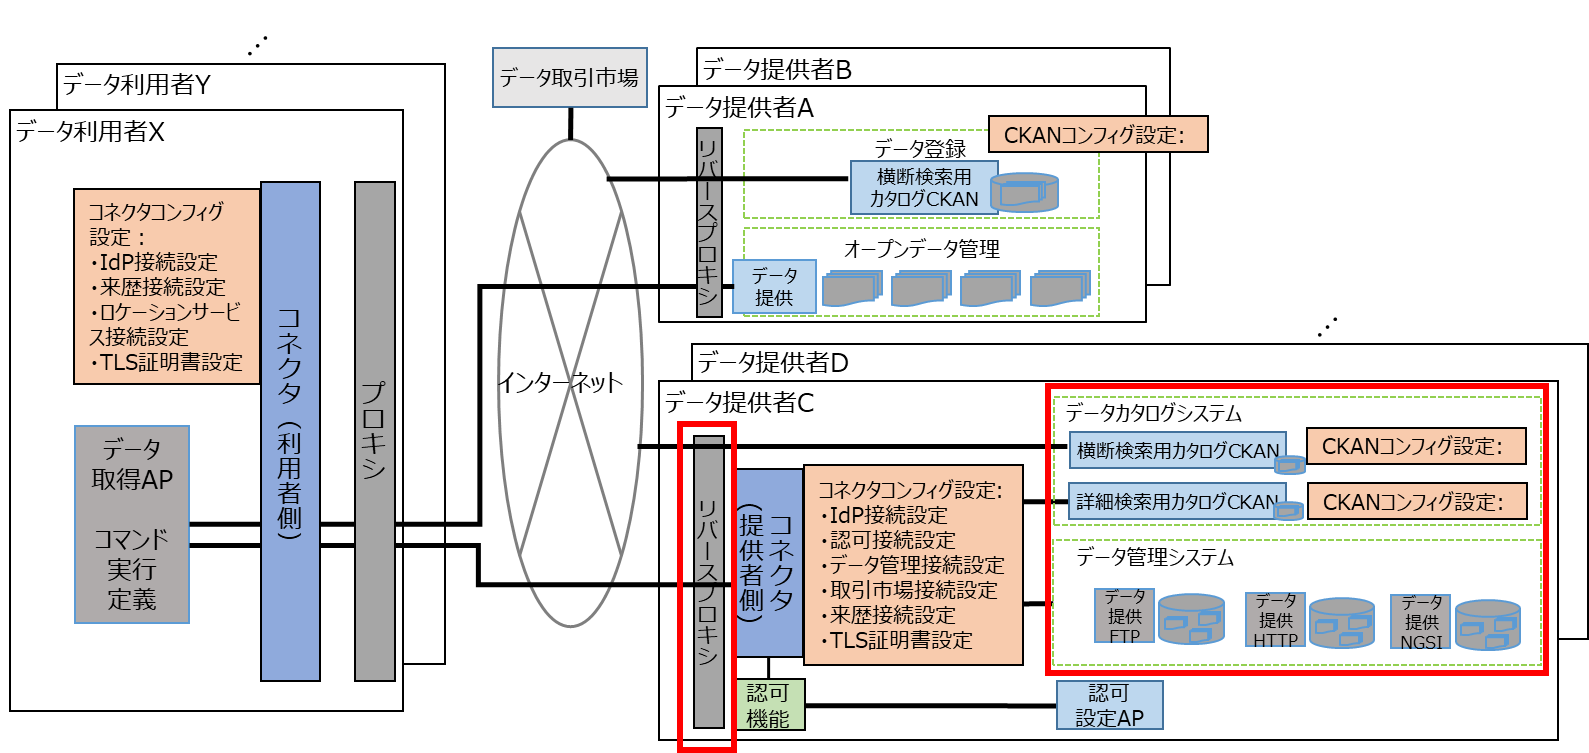 データ利用者Y
データ利用者X
コネクタコンフィグ
設定：
・IdP接続設定
・来歴接続設定
・ロケーションサービ
ス接続設定
・TLS証明書設定
コネクタ（利用者側）
プロキシ
データ
取得AP
コマンド
実行
定義
データ取引市場
インターネット
データ提供者B
データ提供者A
リバースプロキシ
CKANコンフィグ設定:
データ登録
横断検索用
カタログCKAN
オープンデータ管理
データ
提供
データ提供者D
データ提供者C
リバースプロキシ
コネクタ
（提供者側）
コネクタコンフィグ設定:
・IdP接続設定
・認可接続設定
・データ管理接続設定
・取引市場接続設定
・来歴接続設定
・TLS証明書設定
データカタログシステム
横断検索用カタログCKAN
CKANコンフィグ設定:
詳細検索用カタログCKAN
CKANコンフィグ設定:
データ管理システム
データ
提供
FTP
データ
提供
HTTP
データ
提供
NGSI
認可
機能
認可
設定AP